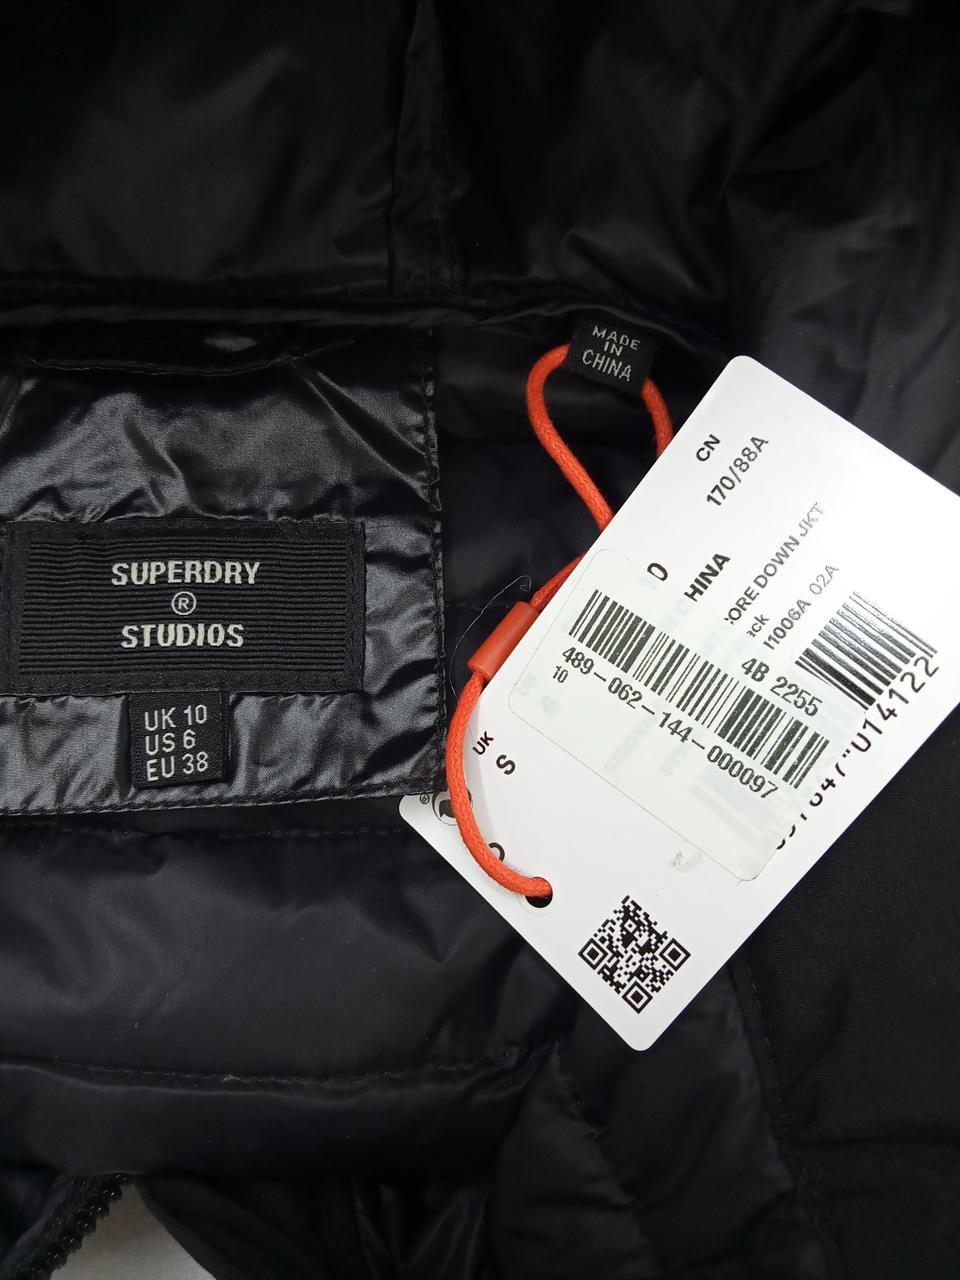 MADE
IN
CHINA
SUPERDRY
®
STUDIOS
UK 10
US 6
EU 38
CN
170/88A
CHINA
DOWN JKT
02A
4B 2255
489-062-144-000097
10
UK
S